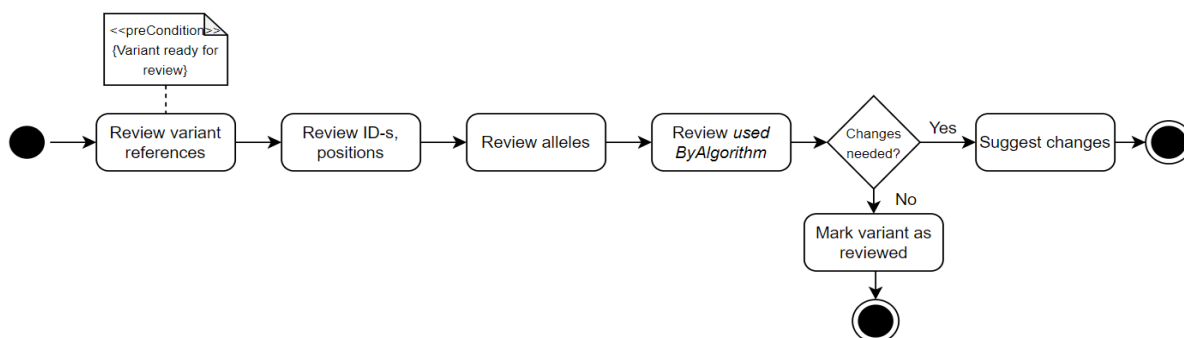 <<preCondition>>
{Variant ready for
review}
Review variant
references
Review ID-s,
positions
Review alleles
Review used
ByAlgorithm
Changes
needed?
Yes
Suggest changes
No
Mark variant as
reviewed